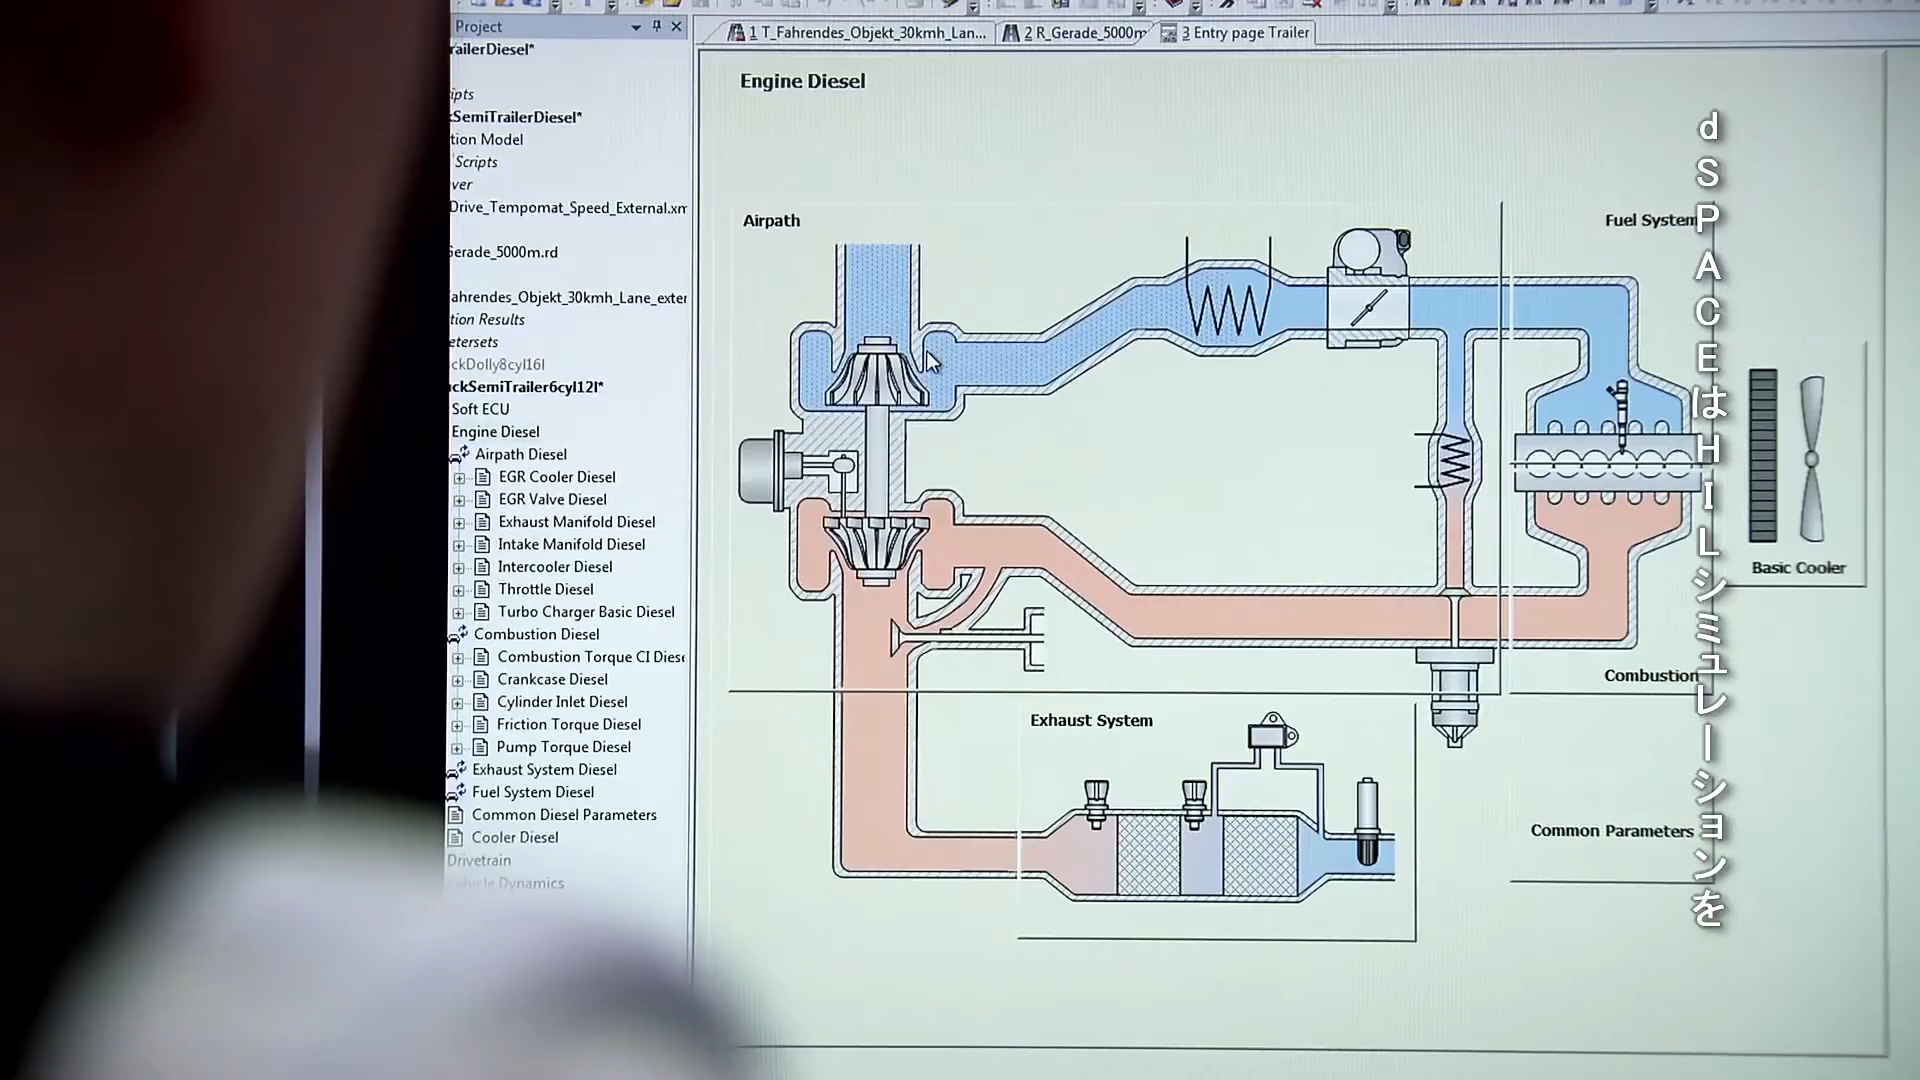 Project
railerDiesel*
ipts
kSemiTrailerDiesel*
tion Model
Scripts
ver
Drive_Tempomat_Speed_External.xm
Gerade_5000m.rd
Fahrendes_Objekt_30kmh_Lane_exter
tion Results
etersets
ckDolly8cyl16l
uckSemiTrailer6cyl12l*
Soft ECU
Engine Diesel
Airpath Diesel
EGR Cooler Diesel
EGR Valve Diesel
Exhaust Manifold Diesel
Intake Manifold Diesel
Intercooler Diesel
Throttle Diesel
Turbo Charger Basic Diesel
Combustion Diesel
Combustion Torque CI Diese
Crankcase Diesel
Cylinder Inlet Diesel
Friction Torque Diesel
Pump Torque Diesel
Exhaust System Diesel
Fuel System Diesel
Common Diesel Parameters
Cooler Diesel
Drivetrain
Vehicle Dynamics
1 T_Fahrendes_Objekt_30kmh_Lan...
2 R_Gerade_5000m
3 Entry page Trailer
Engine Diesel
Airpath
Fuel System
Basic Cooler
Combustion
Exhaust System
Common Parameters
dSPACEはHILシミュレーションを